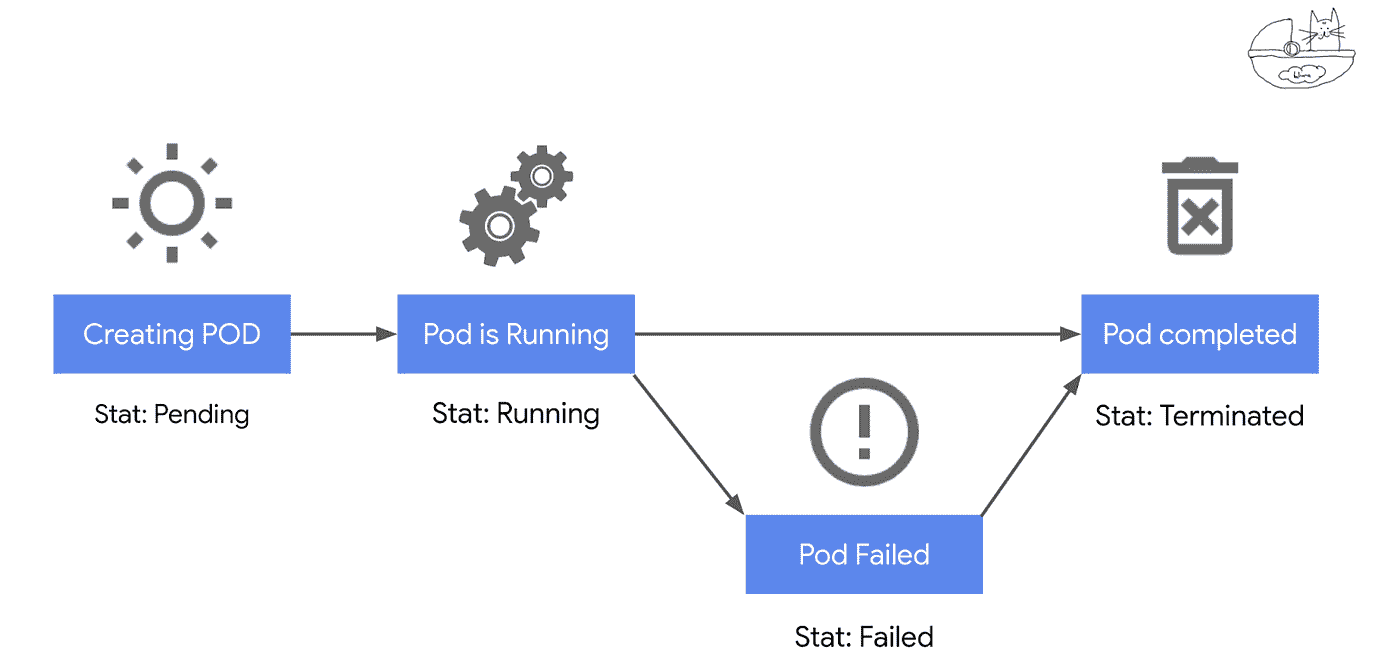 Creating POD
Stat: Pending
Pod is Running
Stat: Running
Pod completed
Stat: Terminated
Pod Failed
Stat: Failed